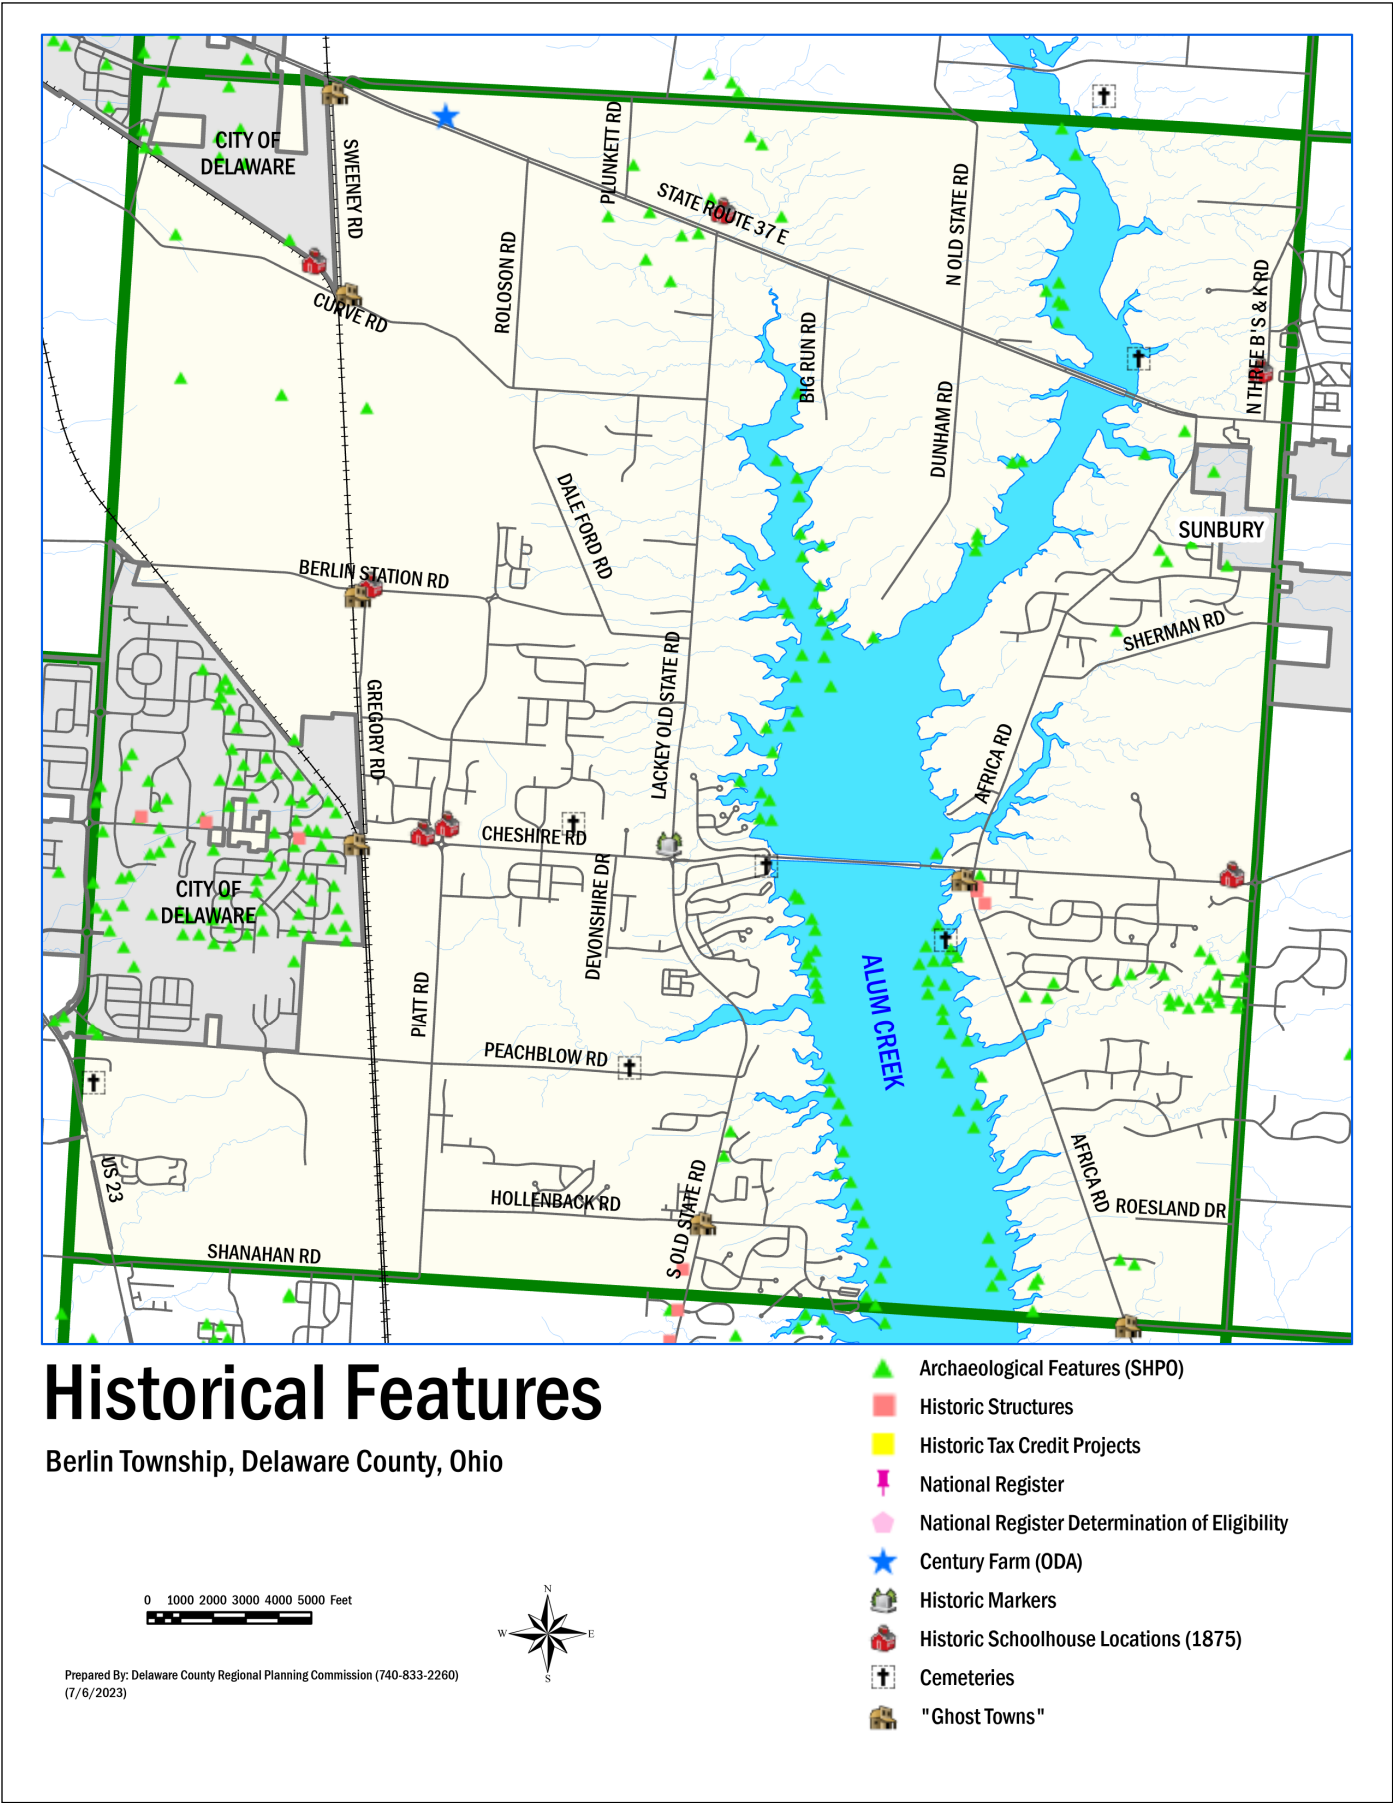 CITY OF
DELAWARE
SWEENEY RD
PLUNKETT RD
STATE ROUTE 37 E
N OLD STATE RD
ROLOSON RD
CURVE RD
BIG RUN RD
N THREE B'S & K RD
DUNHAM RD
DALE FORD RD
SUNBURY
BERLIN STATION RD
SHERMAN RD
LACKEY OLD STATE RD
GREGORY RD
AFRICA RD
CHESHIRE RD
CITY OF
DELAWARE
DEVONSHIRE DR
ALUM CREEK
PIATT RD
PEACHBLOW RD
US 23
AFRICA RD
S OLD STATE RD
HOLLENBACK RD
ROESLAND DR
SHANAHAN RD
Historical Features
Berlin Township, Delaware County, Ohio
Archaeological Features (SHPO)
Historic Structures
Historic Tax Credit Projects
National Register
National Register Determination of Eligibility
Century Farm (ODA)
Historic Markers
Historic Schoolhouse Locations (1875)
Cemeteries
"Ghost Towns"
0 1000 2000 3000 4000 5000 Feet
N
W E
S
Prepared By: Delaware County Regional Planning Commission (740-833-2260)
(7/6/2023)